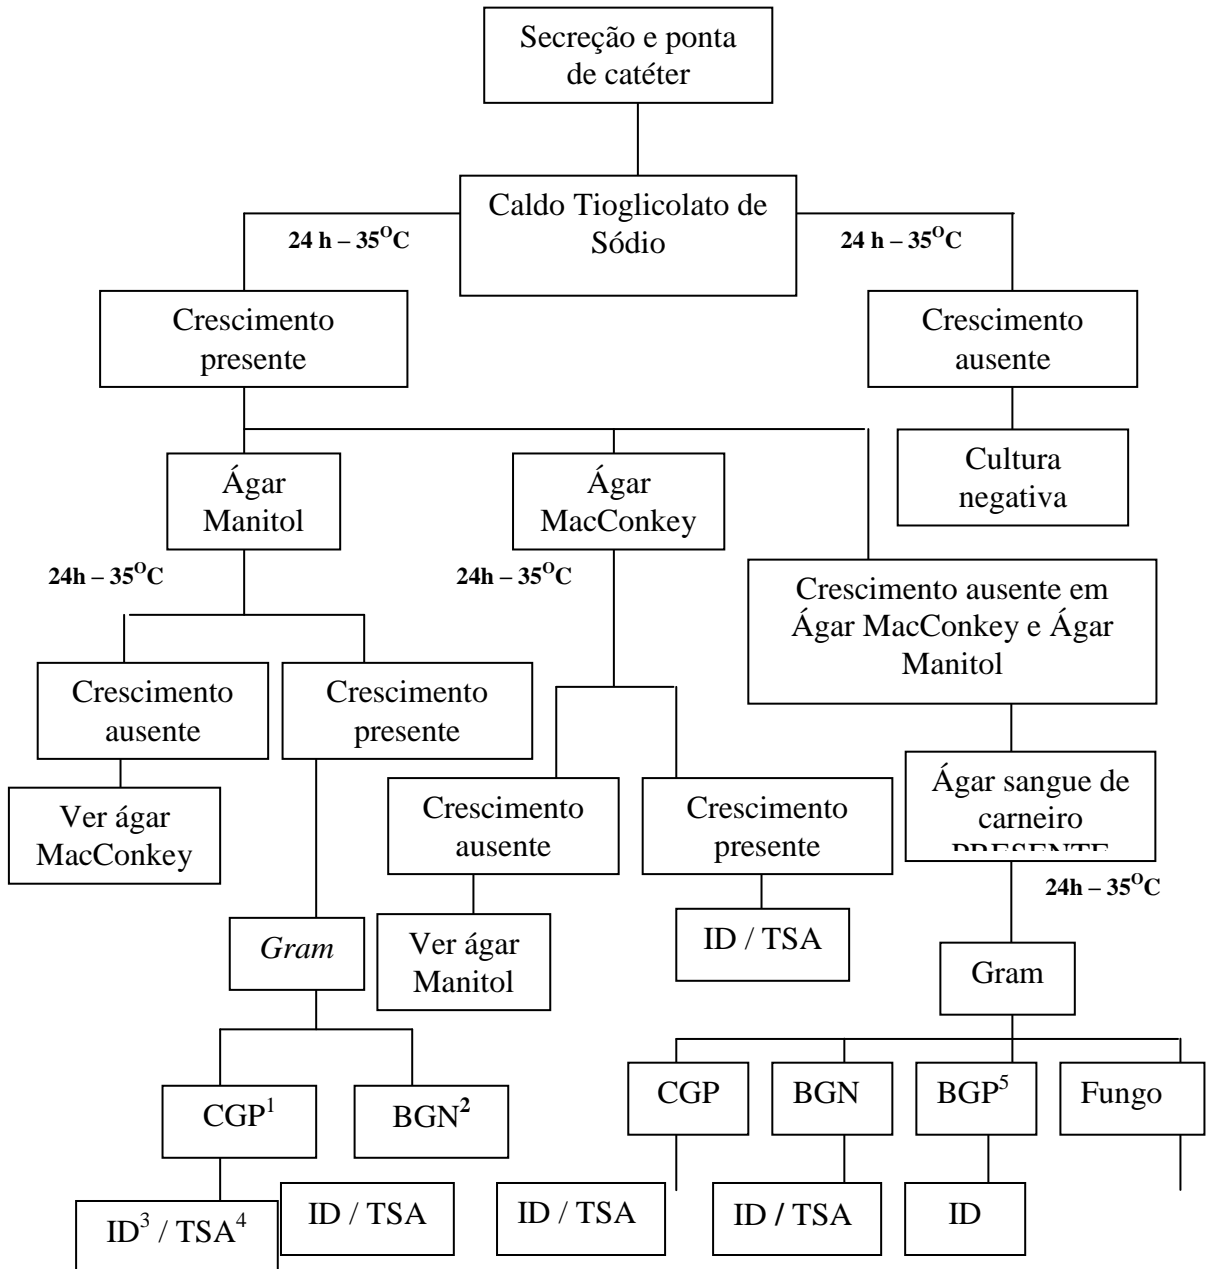 Secreção e ponta
de catéter
Caldo Tioglicolato de
Sódio
24 h – 35ᴼC
24 h – 35ᴼC
Crescimento
presente
Crescimento
ausente
Cultura
negativa
Ágar
Manitol
Ágar
MacConkey
24h – 35ᴼC
24h – 35ᴼC
Crescimento ausente em
Ágar MacConkey e Ágar
Manitol
Crescimento
ausente
Crescimento
presente
Ver ágar
MacConkey
Crescimento
ausente
Crescimento
presente
Ágar sangue de
carneiro
PRESENTE
24h – 35ᴼC
Gram
Ver ágar
Manitol
ID / TSA
Gram
CGP¹
BGN²
CGP
BGN
BGP⁵
Fungo
ID³ / TSA⁴
ID / TSA
ID / TSA
ID / TSA
ID